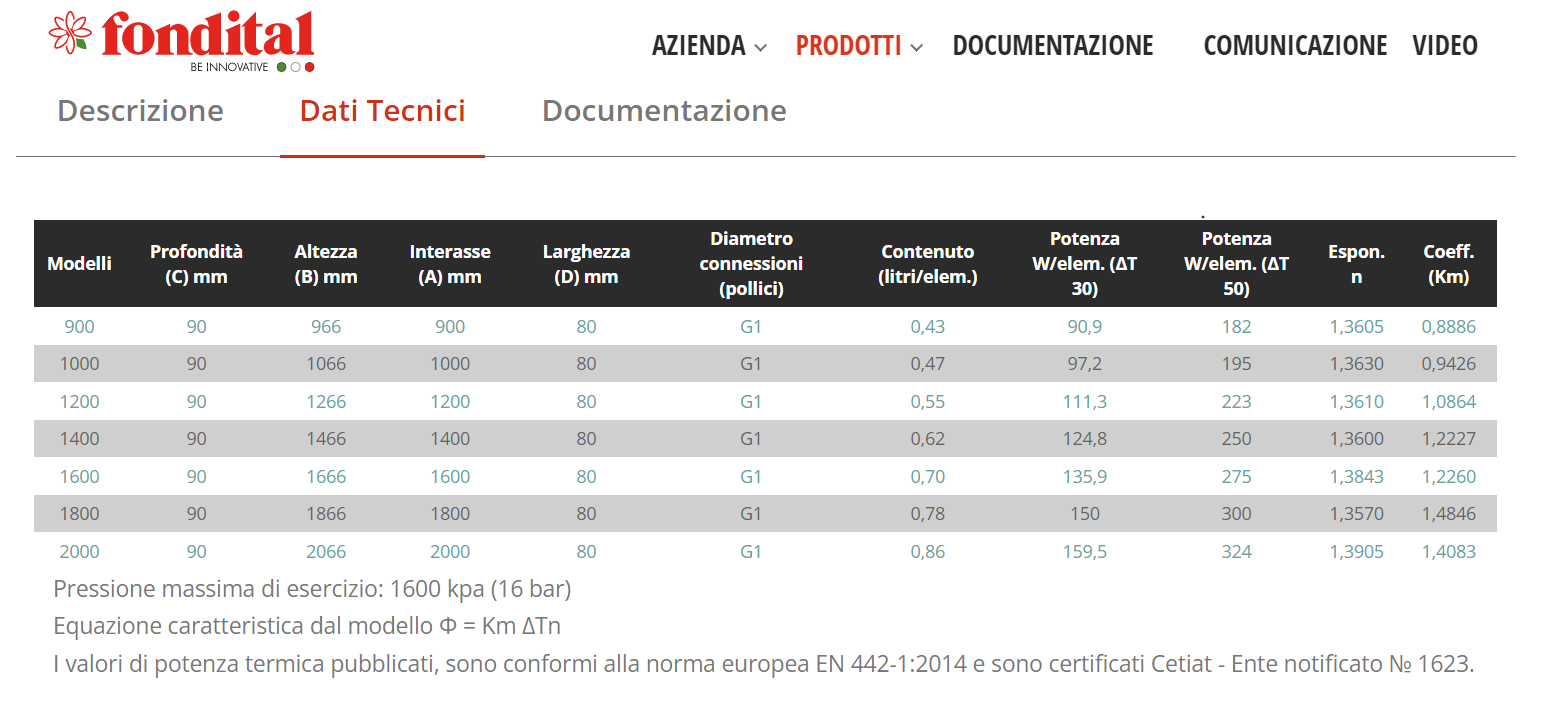 fondital
BE INNOVATIVE
AZIENDA PRODOTTI DOCUMENTAZIONE COMUNICAZIONE VIDEO
Descrizione Dati Tecnici Documentazione
Modelli Profondità (C) mm Altezza (B) mm Interasse (A) mm Larghezza (D) mm Diametro connessioni (pollici) Contenuto (litri/elem.) Potenza W/elem. (ΔT 30) Potenza W/elem. (ΔT 50) Espon. n Coeff. (Km)
900 90 966 900 80 G1 0,43 90,9 182 1,3605 0,8886
1000 90 1066 1000 80 G1 0,47 97,2 195 1,3630 0,9426
1200 90 1266 1200 80 G1 0,55 111,3 223 1,3610 1,0864
1400 90 1466 1400 80 G1 0,62 124,8 250 1,3600 1,2227
1600 90 1666 1600 80 G1 0,70 135,9 275 1,3843 1,2260
1800 90 1866 1800 80 G1 0,78 150 300 1,3570 1,4846
2000 90 2066 2000 80 G1 0,86 159,5 324 1,3905 1,4083
Pressione massima di esercizio: 1600 kpa (16 bar)
Equazione caratteristica dal modello Φ = Km ΔTn
I valori di potenza termica pubblicati, sono conformi alla norma europea EN 442-1:2014 e sono certificati Cetiat - Ente notificato № 1623.